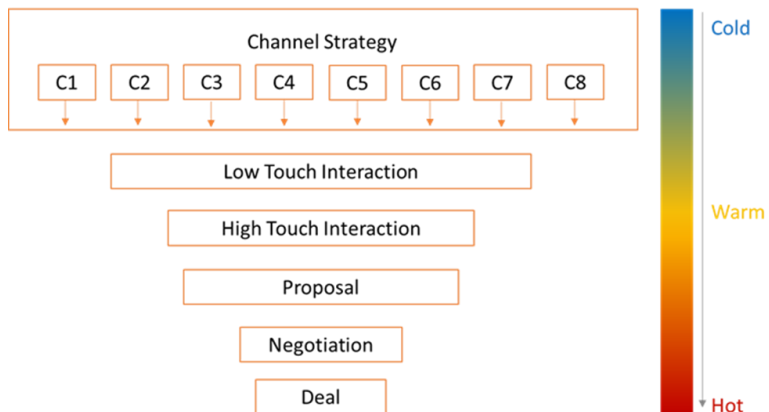 Channel Strategy
C1 C2 C3 C4 C5 C6 C7 C8
Low Touch Interaction
High Touch Interaction
Proposal
Negotiation
Deal
Cold
Warm
Hot